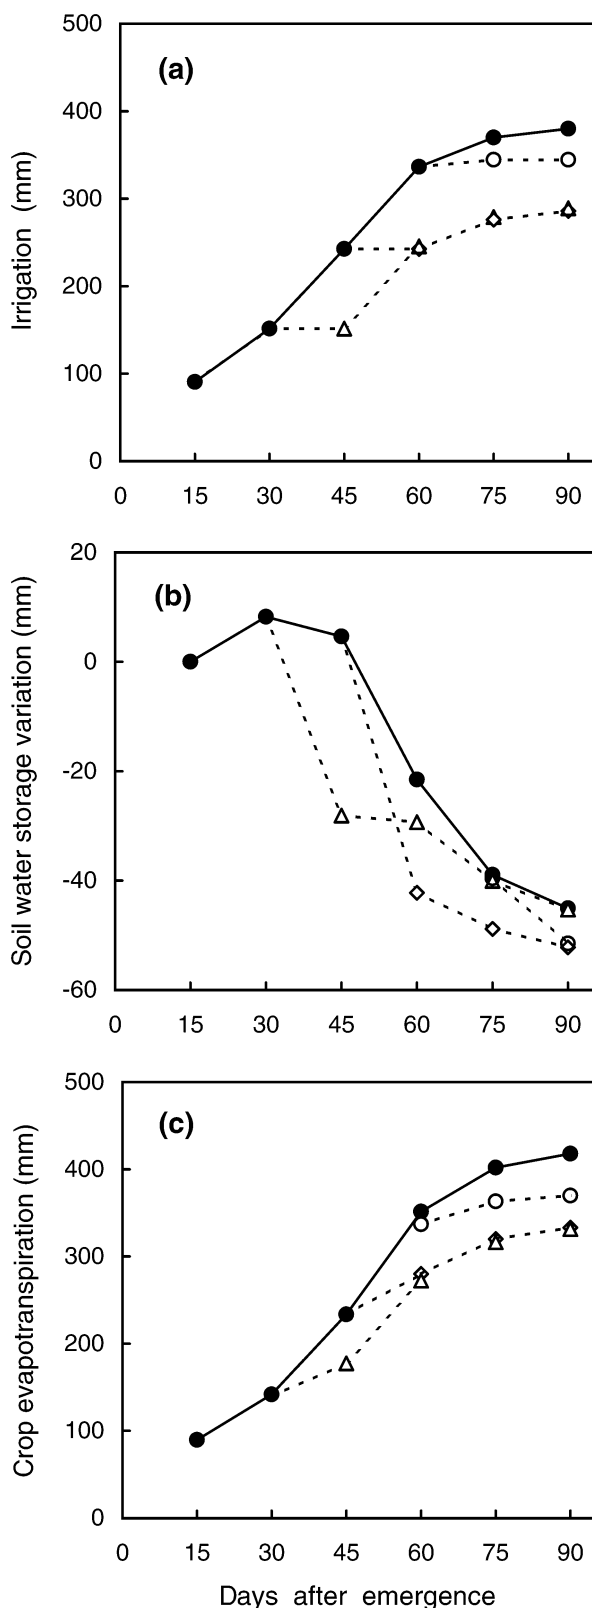 500
(a)
400
300
200
100
0
Irrigation (mm)
0 15 30 45 60 75 90
20
(b)
0
-20
-40
-60
Soil water storage variation (mm)
0 15 30 45 60 75 90
500
(c)
400
300
200
100
0
Crop evapotranspiration (mm)
0 15 30 45 60 75 90
Days after emergence